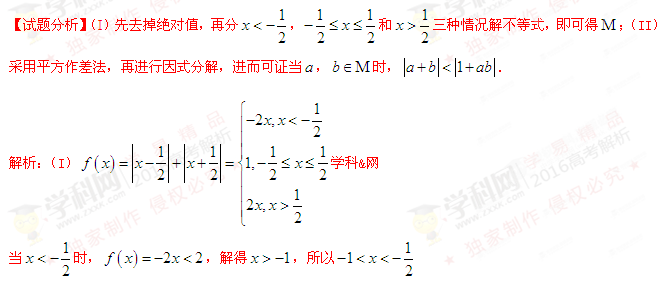 【试题分析】(I)先去掉绝对值，再分 x < -1/2，-1/2 ≤ x ≤ 1/2 和 x > 1/2 三种情况解不等式，即可得 M；(II)
采用平方作差法，再进行因式分解，进而可证当 a，b∈M 时，|a+b|<|1+ab|．
解析：(I) f(x) = |x - 1/2| + |x + 1/2| = { -2x, x < -1/2
1, -1/2 ≤ x ≤ 1/2 学科&网
2x, x > 1/2
当 x < -1/2 时，f(x) = -2x < 2，解得 x > -1，所以 -1 < x < -1/2